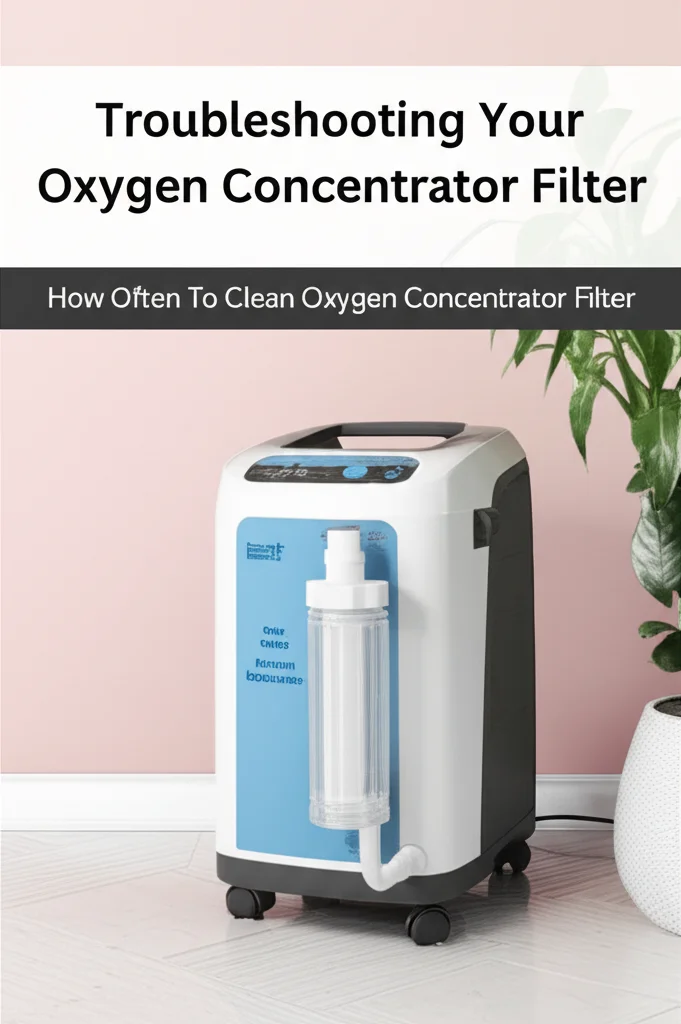 Troubleshooting Your
Oxygen Concentrator Filter
How Often To Clean Oxygen Concentrator Filter